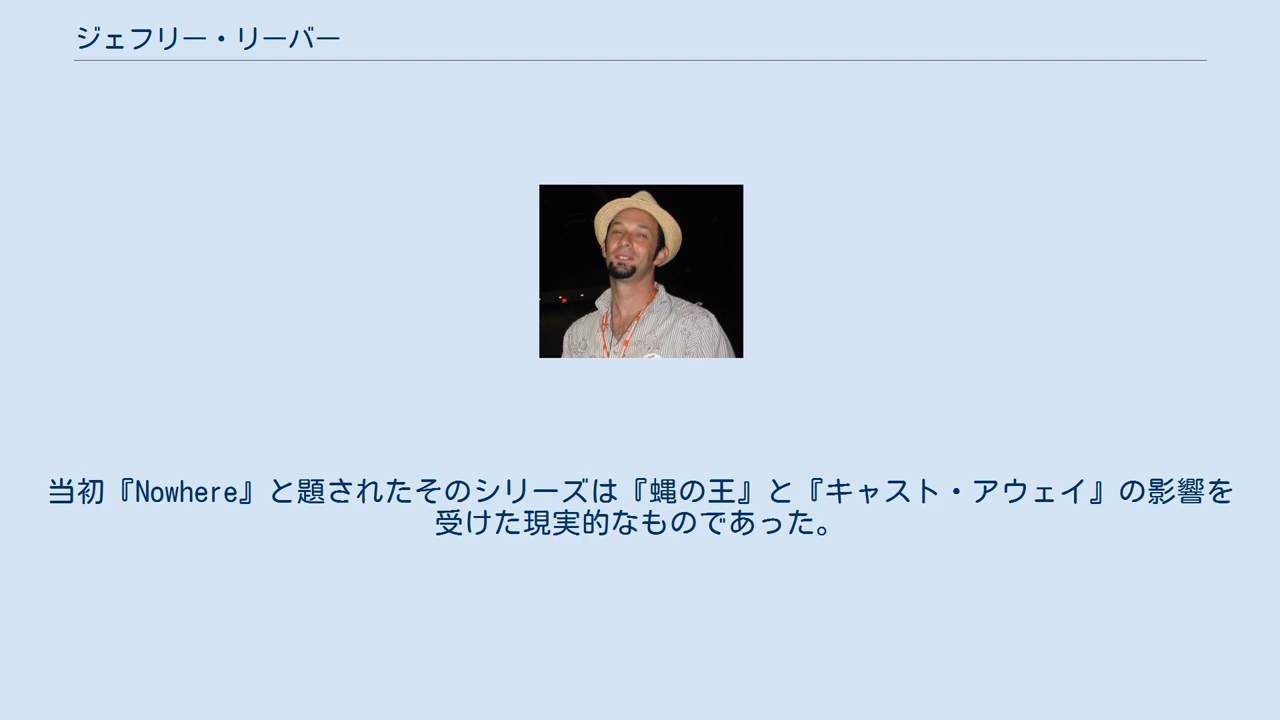 ジェフリー・リーバー
当初『Nowhere』と題されたそのシリーズは『蝿の王』と『キャスト・アウェイ』の影響を
受けた現実的なものであった。